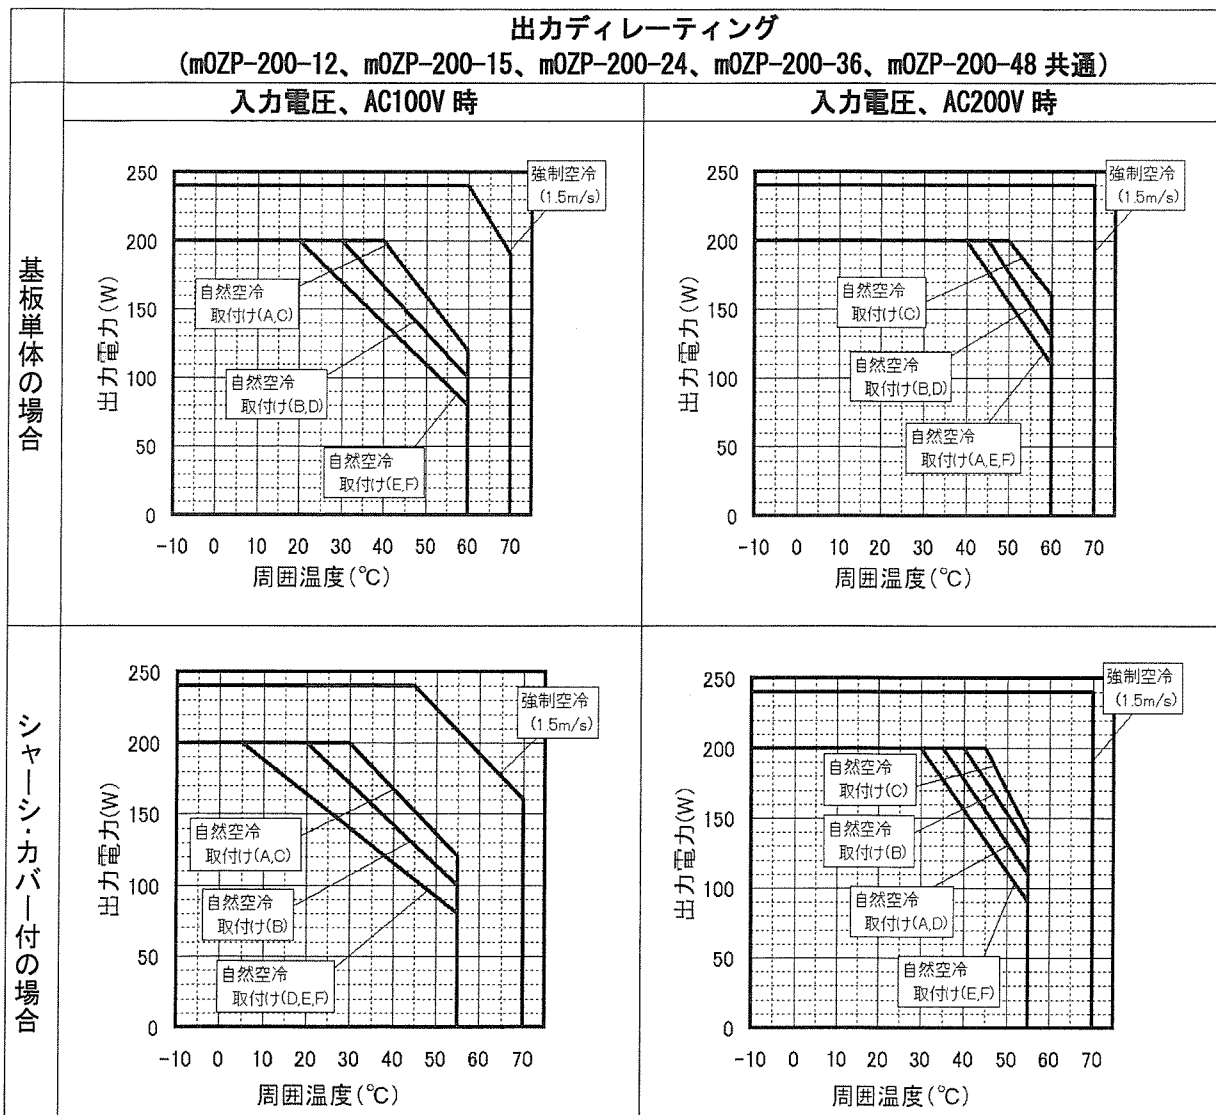 出力ディレーティング
(mOZP-200-12、mOZP-200-15、mOZP-200-24、mOZP-200-36、mOZP-200-48 共通)
入力電圧、AC100V 時
入力電圧、AC200V 時
基板単体の場合
250
200
150
100
50
0
出力電力(W)
-10 0 10 20 30 40 50 60 70
周囲温度(℃)
強制空冷
(1.5m/s)
自然空冷
取付け(A,C)
自然空冷
取付け(B,D)
自然空冷
取付け(E,F)
250
200
150
100
50
0
出力電力(W)
-10 0 10 20 30 40 50 60 70
周囲温度(℃)
強制空冷
(1.5m/s)
自然空冷
取付け(C)
自然空冷
取付け(B,D)
自然空冷
取付け(A,E,F)
シャーシ・カバー付の場合
250
200
150
100
50
0
出力電力(W)
-10 0 10 20 30 40 50 60 70
周囲温度(℃)
強制空冷
(1.5m/s)
自然空冷
取付け(A,C)
自然空冷
取付け(B)
自然空冷
取付け(D,E,F)
250
200
150
100
50
0
出力電力(W)
-10 0 10 20 30 40 50 60 70
周囲温度(℃)
強制空冷
(1.5m/s)
自然空冷
取付け(C)
自然空冷
取付け(B)
自然空冷
取付け(A,D)
自然空冷
取付け(E,F)